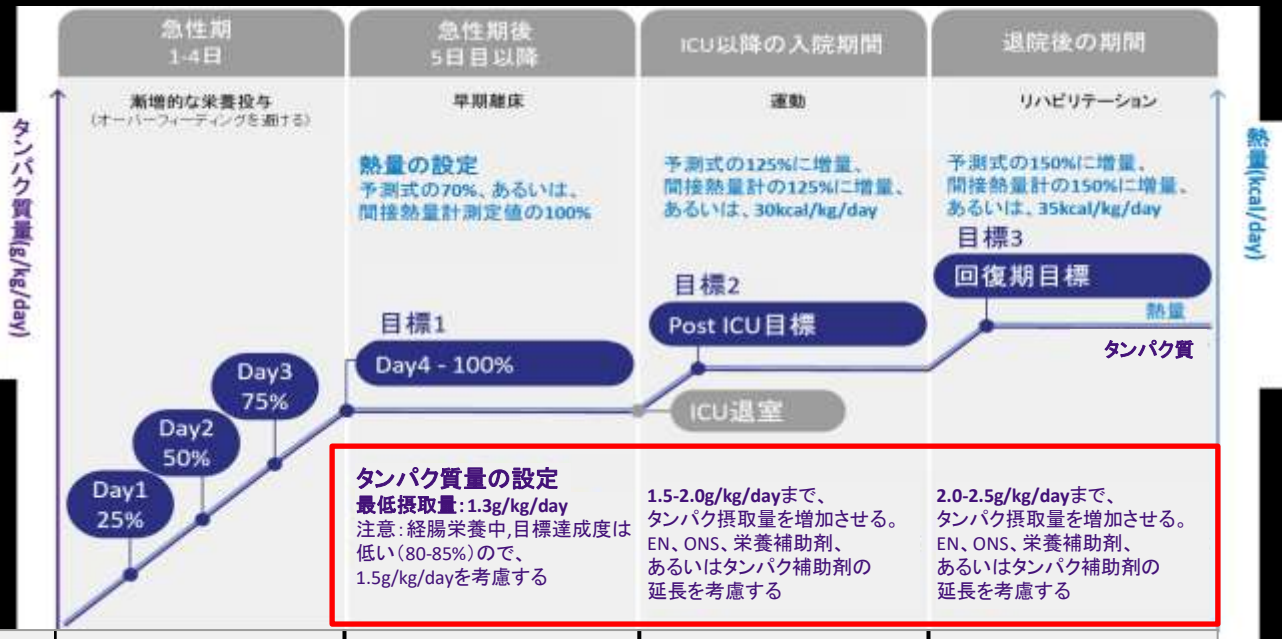 急性期
1-4日
急性期後
5日目以降
ICU以降の入院期間
退院後の期間
漸増的な栄養投与
(オーバーフィーディングを避ける)
早期離床
運動
リハビリテーション
タンパク質量(g/kg/day)
熱量(kcal/day)
熱量の設定
予測式の70%、あるいは、
間接熱量計測定値の100%
予測式の125%に増量、
間接熱量計の125%に増量、
あるいは、30kcal/kg/day
予測式の150%に増量、
間接熱量計の150%に増量、
あるいは、35kcal/kg/day
目標3
回復期目標
目標2
Post ICU目標
目標1
Day4 - 100%
熱量
タンパク質
Day3
75%
ICU退室
Day2
50%
Day1
25%
タンパク質量の設定
最低摂取量：1.3g/kg/day
注意：経腸栄養中,目標達成度は
低い（80-85%）ので、
1.5g/kg/dayを考慮する
1.5-2.0g/kg/dayまで、
タンパク摂取量を増加させる。
EN、ONS、栄養補助剤、
あるいはタンパク補助剤の
延長を考慮する
2.0-2.5g/kg/dayまで、
タンパク摂取量を増加させる。
EN、ONS、栄養補助剤、
あるいはタンパク補助剤の
延長を考慮する